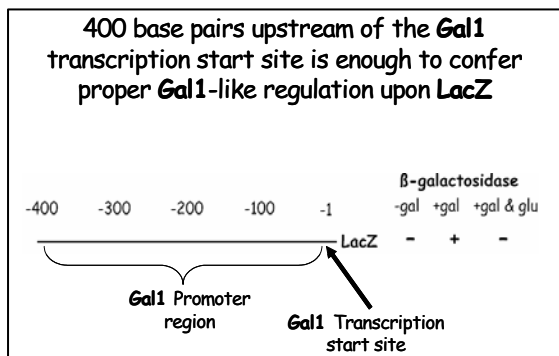 400 base pairs upstream of the Gal1
transcription start site is enough to confer
proper Gal1-like regulation upon LacZ
ß-galactosidase
-400 -300 -200 -100 -1 -gal +gal +gal & glu
LacZ - + -
Gal1 Promoter
region
Gal1 Transcription
start site